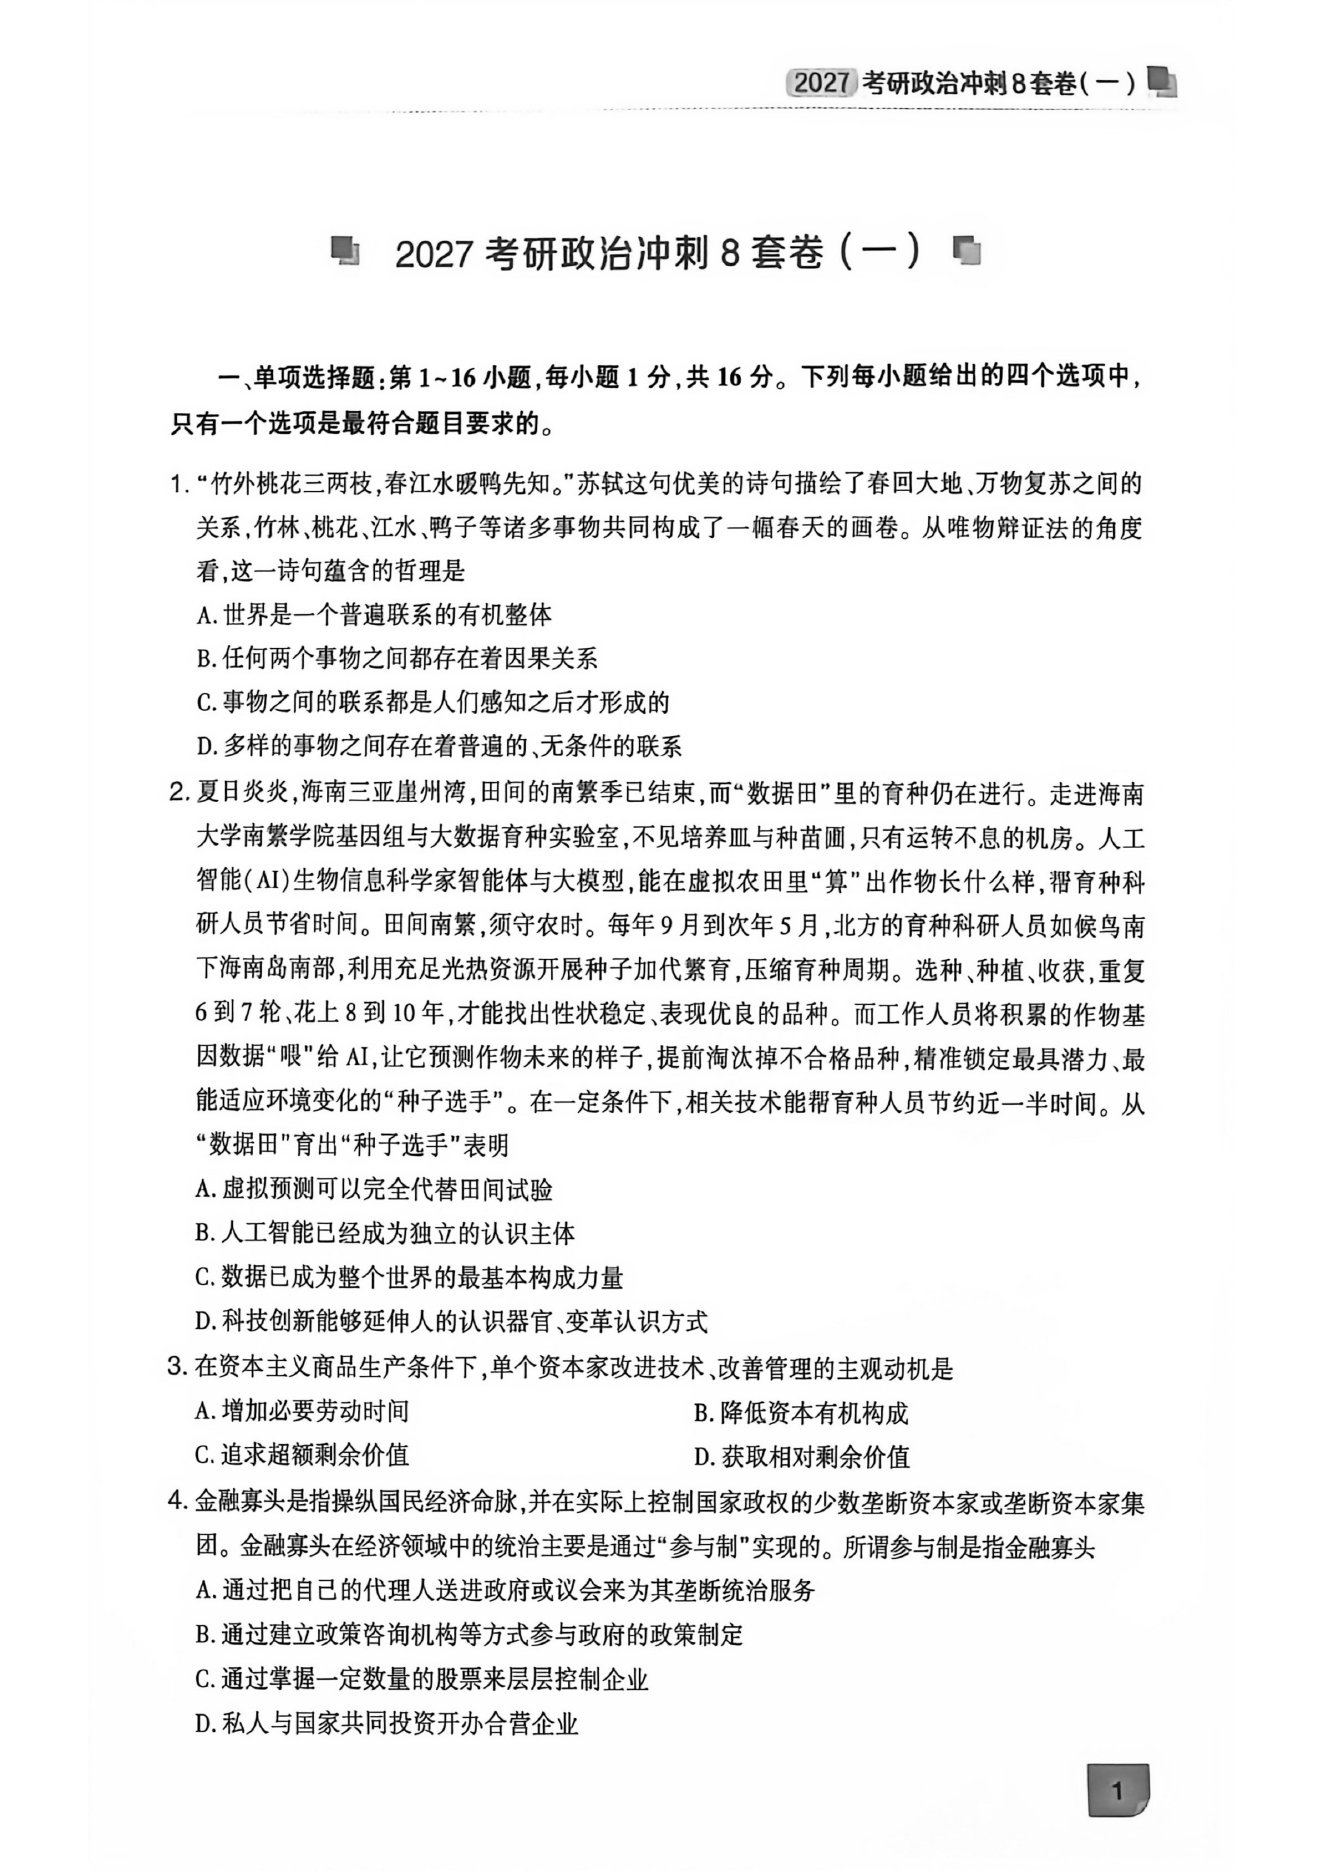 2027 考研政治冲刺8套卷(一)
2027 考研政治冲刺 8 套卷(一)
一、单项选择题:第 1~16 小题,每小题 1 分,共 16 分。下列每小题给出的四个选项中,
只有一个选项是最符合题目要求的。
1. “竹外桃花三两枝,春江水暖鸭先知。”苏轼这句优美的诗句描绘了春回大地、万物复苏之间的
关系,竹林、桃花、江水、鸭子等诸多事物共同构成了一幅春天的画卷。从唯物辩证法的角度
看,这一诗句蕴含的哲理是
A. 世界是一个普遍联系的有机整体
B. 任何两个事物之间都存在着因果关系
C. 事物之间的联系都是人们感知之后才形成的
D. 多样的事物之间存在着普遍的、无条件的联系
2. 夏日炎炎,海南三亚崖州湾,田间的南繁季已结束,而“数据田”里的育种仍在进行。走进海南
大学南繁学院基因组与大数据育种实验室,不见培养皿与种苗圃,只有运转不息的机房。人工
智能(AI)生物信息科学家智能体与大模型,能在虚拟农田里“算”出作物长什么样,帮育种科
研人员节省时间。田间南繁,须守农时。每年 9 月到次年 5 月,北方的育种科研人员如候鸟南
下海南岛南部,利用充足光热资源开展种子加代繁育,压缩育种周期。选种、种植、收获,重复
6 到 7 轮、花上 8 到 10 年,才能找出性状稳定、表现优良的品种。而工作人员将积累的作物基
因数据“喂”给 AI,让它预测作物未来的样子,提前淘汰掉不合格品种,精准锁定最具潜力、最
能适应环境变化的“种子选手”。在一定条件下,相关技术能帮育种人员节约近一半时间。从
“数据田”育出“种子选手”表明
A. 虚拟预测可以完全代替田间试验
B. 人工智能已经成为独立的认识主体
C. 数据已成为整个世界的最基本构成力量
D. 科技创新能够延伸人的认识器官、变革认识方式
3. 在资本主义商品生产条件下,单个资本家改进技术、改善管理的主观动机是
A. 增加必要劳动时间 B. 降低资本有机构成
C. 追求超额剩余价值 D. 获取相对剩余价值
4. 金融寡头是指操纵国民经济命脉,并在实际上控制国家政权的少数垄断资本家或垄断资本家集
团。金融寡头在经济领域中的统治主要是通过“参与制”实现的。所谓参与制是指金融寡头
A. 通过把自己的代理人送进政府或议会来为其垄断统治服务
B. 通过建立政策咨询机构等方式参与政府的政策制定
C. 通过掌握一定数量的股票来层层控制企业
D. 私人与国家共同投资开办合营企业
1